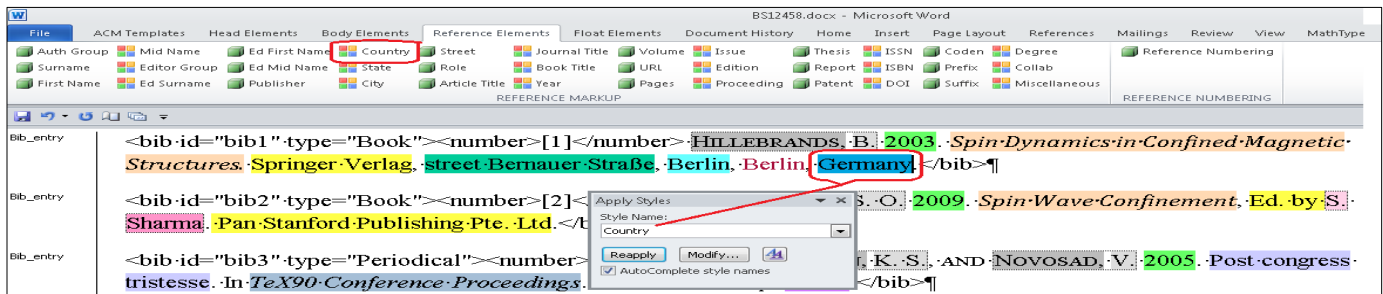 W BS12458.docx - Microsoft Word
File ACM Templates Head Elements Body Elements Reference Elements Float Elements Document History Home Insert Page Layout References Mailings Review View MathType
Auth Group Mid Name Ed First Name Country Street Journal Title Volume Issue Thesis ISSN Coden Degree Reference Numbering
Surname Editor Group Ed Mid Name State Role Book Title URL Edition Report ISBN Prefix Collab
First Name Ed Surname Publisher City Article Title Year Pages Proceeding Patent DOI Suffix Miscellaneous
REFERENCE MARKUP REFERENCE NUMBERING
Bib_entry <bib·id="bib1"·type="Book"><number>[1]</number>·HILLEBRANDS,·B.·2003.·Spin·Dynamics·in·Confined·Magnetic·
Structures.·Springer·Verlag,·street·Bernauer·Straße,·Berlin,·Berlin,·Germany.</bib>¶
Bib_entry <bib·id="bib2"·type="Book"><number>[2]< S.·O.·2009.·Spin·Wave·Confinement,·Ed.·by·S.·
Sharma.·Pan·Stanford·Publishing·Pte.·Ltd.</b
Apply Styles
Style Name:
Country
Reapply Modify...
AutoComplete style names
Bib_entry <bib·id="bib3"·type="Periodical"><number> K.·S.,·AND·NOVOSAD,·V.·2005.·Post·congress·
tristesse.·In·TeX90·Conference·Proceedings. </bib>¶